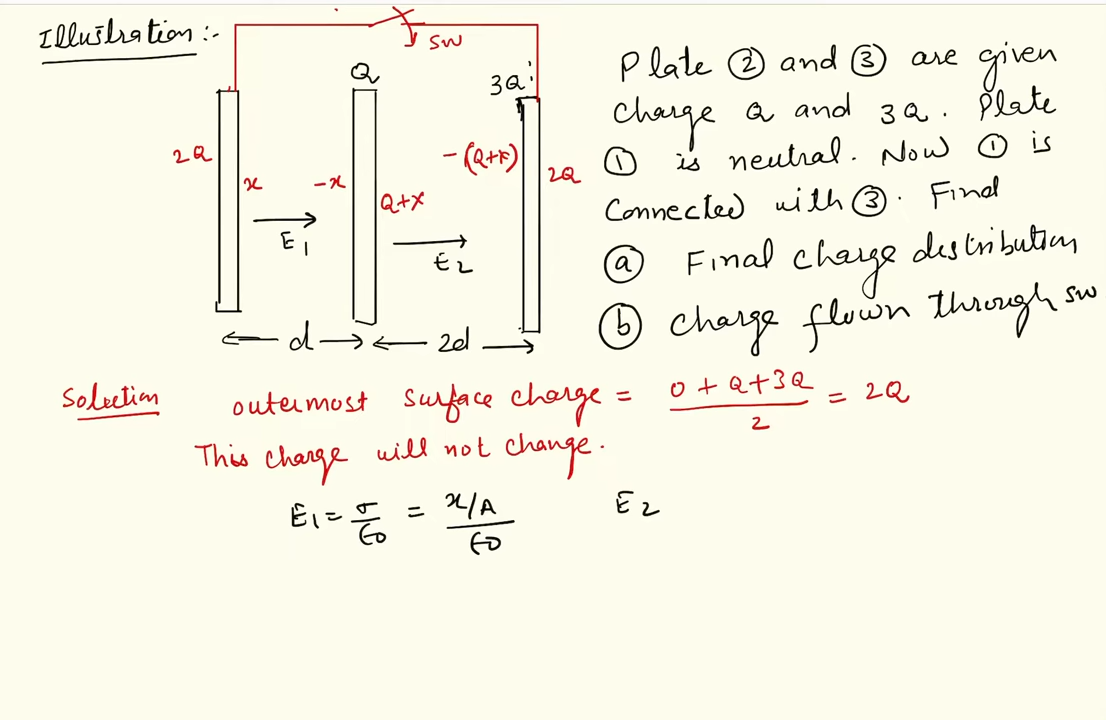 Illustration :-
SW
Q
3Q
2Q
x
-x
Q+x
-(Q+x)
2Q
E1
E2
d
2d
Plate ② and ③ are given
charge Q and 3Q. Plate
① is neutral. Now ① is
Connected with ③. Final
ⓐ Final charge distribution
ⓑ charge flown through sw
Solution outermost surface charge = (0 + Q + 3Q)/2 = 2Q
This charge will not change.
E1 = σ/ε0 = (x/A)/ε0 E2